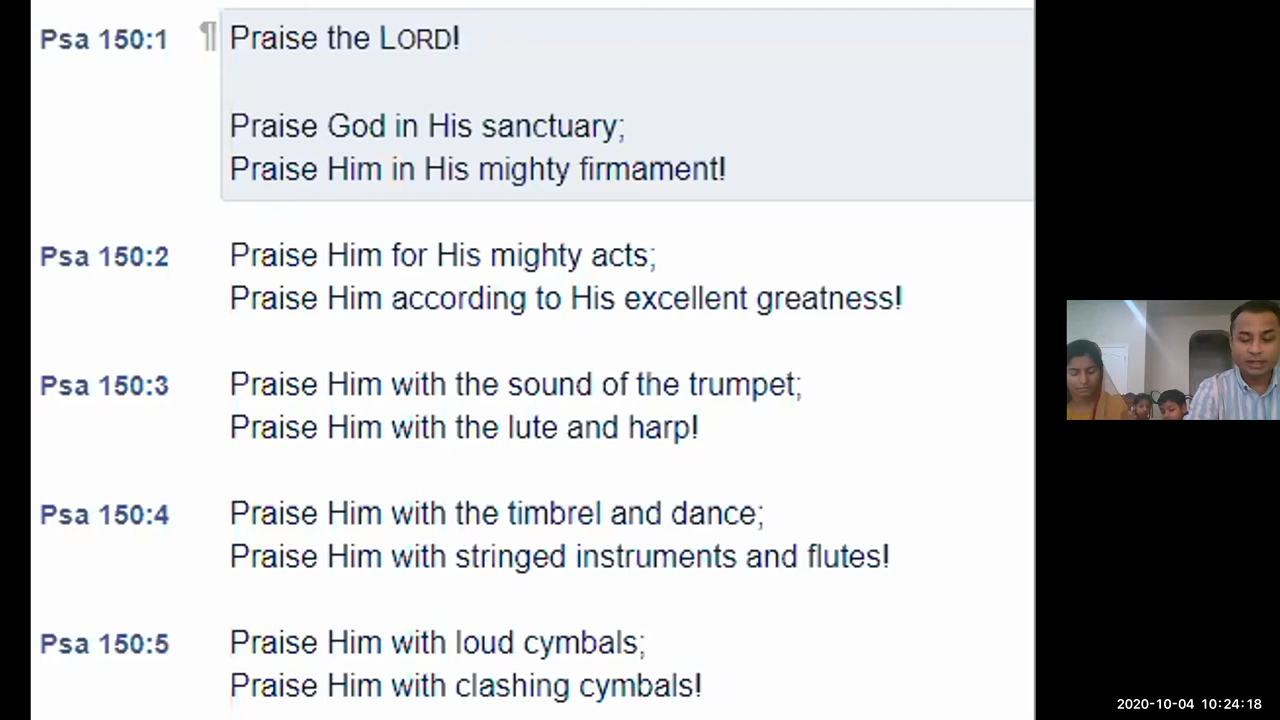 Psa 150:1 ¶ Praise the LORD!
Praise God in His sanctuary;
Praise Him in His mighty firmament!
Psa 150:2 Praise Him for His mighty acts;
Praise Him according to His excellent greatness!
Psa 150:3 Praise Him with the sound of the trumpet;
Praise Him with the lute and harp!
Psa 150:4 Praise Him with the timbrel and dance;
Praise Him with stringed instruments and flutes!
Psa 150:5 Praise Him with loud cymbals;
Praise Him with clashing cymbals!
2020-10-04 10:24:18